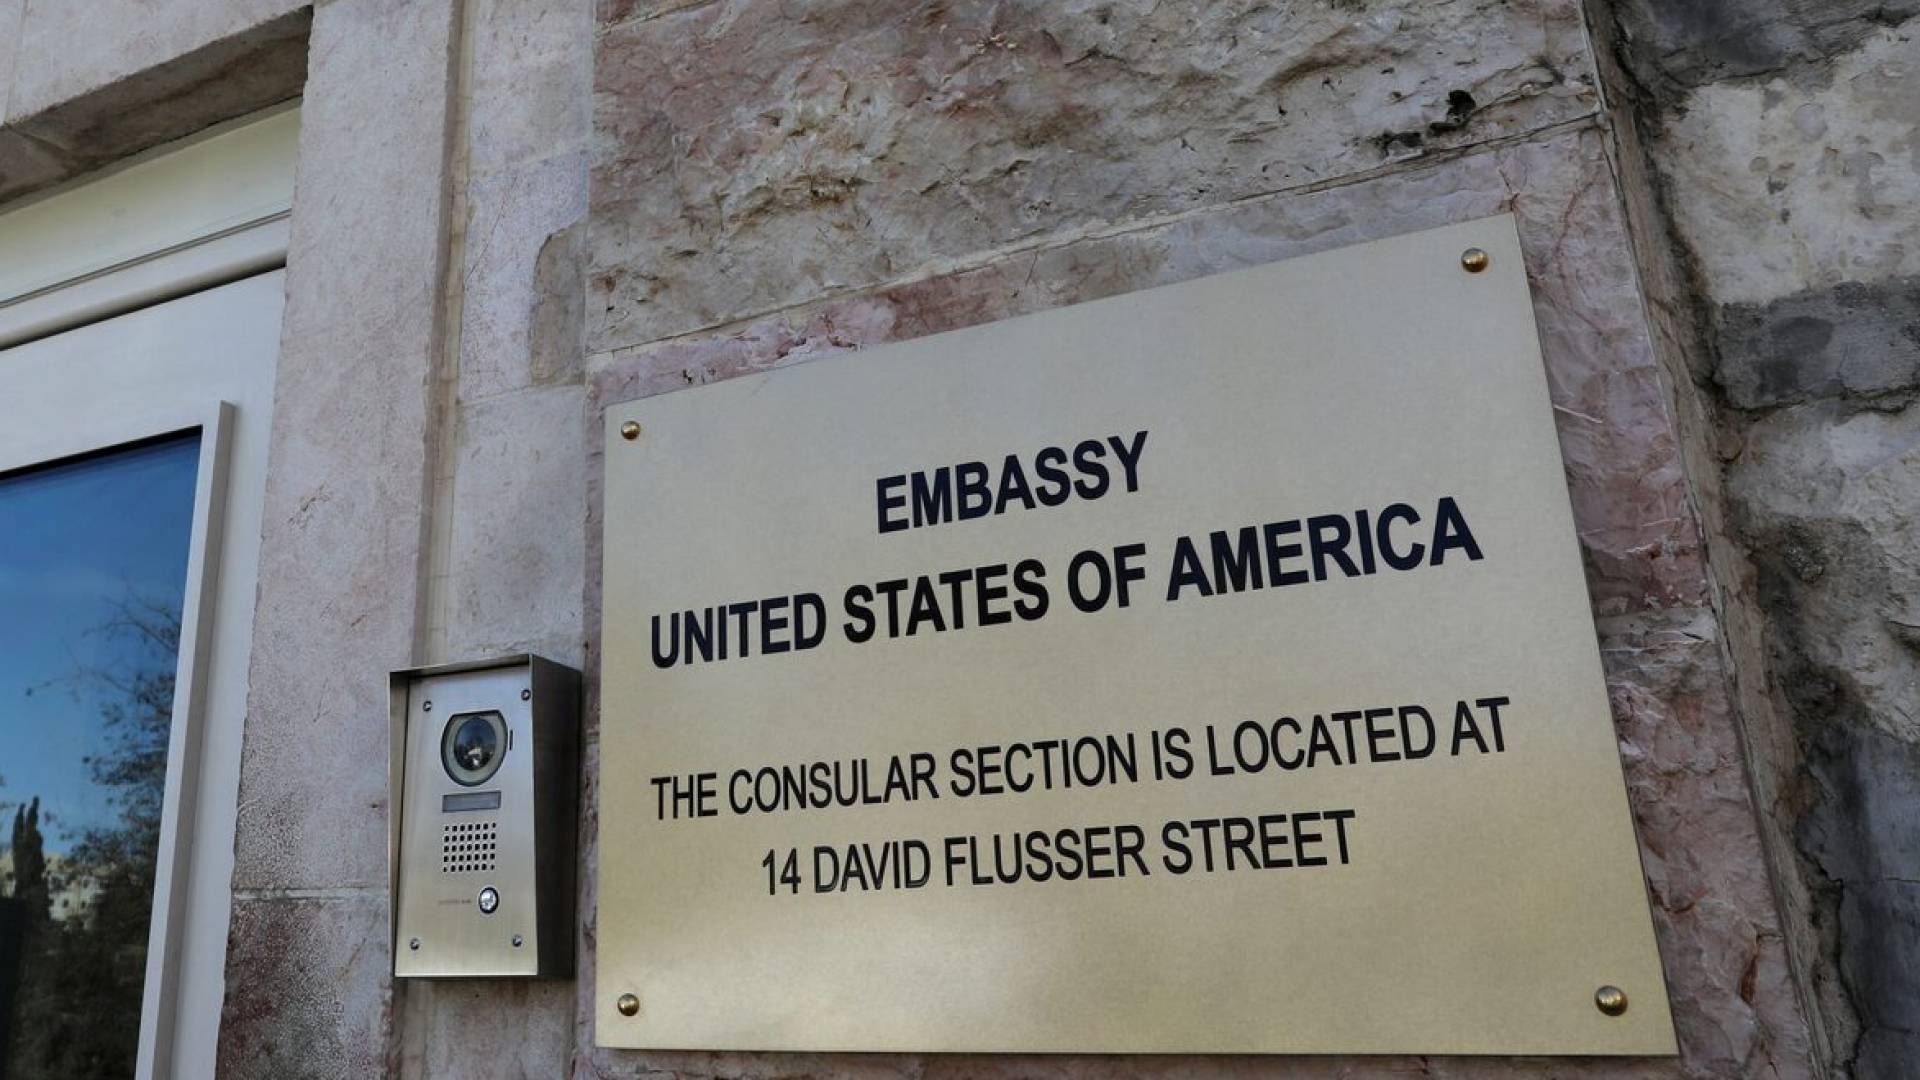 EMBASSY
UNITED STATES OF AMERICA
THE CONSULAR SECTION IS LOCATED AT
14 DAVID FLUSSER STREET